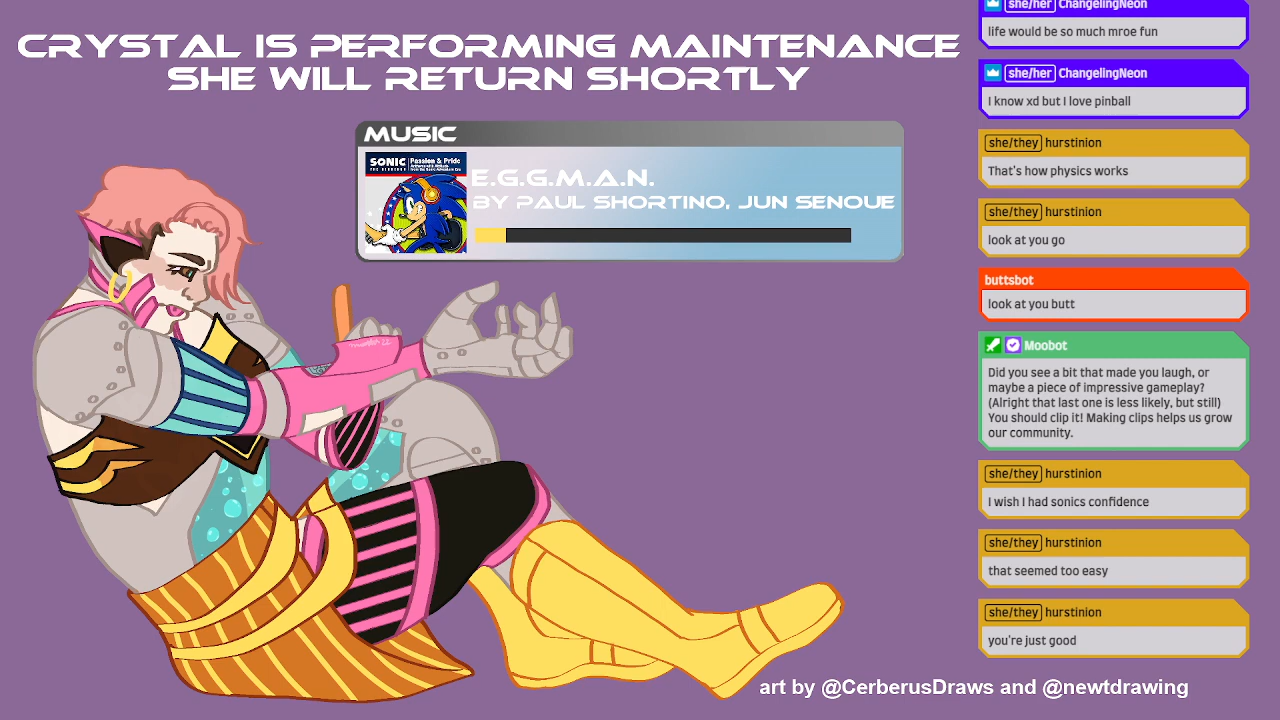 CRYSTAL IS PERFORMING MAINTENANCE
SHE WILL RETURN SHORTLY
MUSIC
SONIC
THE HEDGEHOG
Passion & Pride
E.G.G.M.A.N.
BY PAUL SHORTINO, JUN SENOUE
she/her ChangelingNeon
life would be so much mroe fun
she/her ChangelingNeon
I know xd but I love pinball
she/they hurstinion
That's how physics works
she/they hurstinion
look at you go
buttsbot
look at you butt
Moobot
Did you see a bit that made you laugh, or
maybe a piece of impressive gameplay?
(Alright that last one is less likely, but still)
You should clip it! Making clips helps us grow
our community.
she/they hurstinion
I wish I had sonics confidence
she/they hurstinion
that seemed too easy
she/they hurstinion
you're just good
art by @CerberusDraws and @newtdrawing